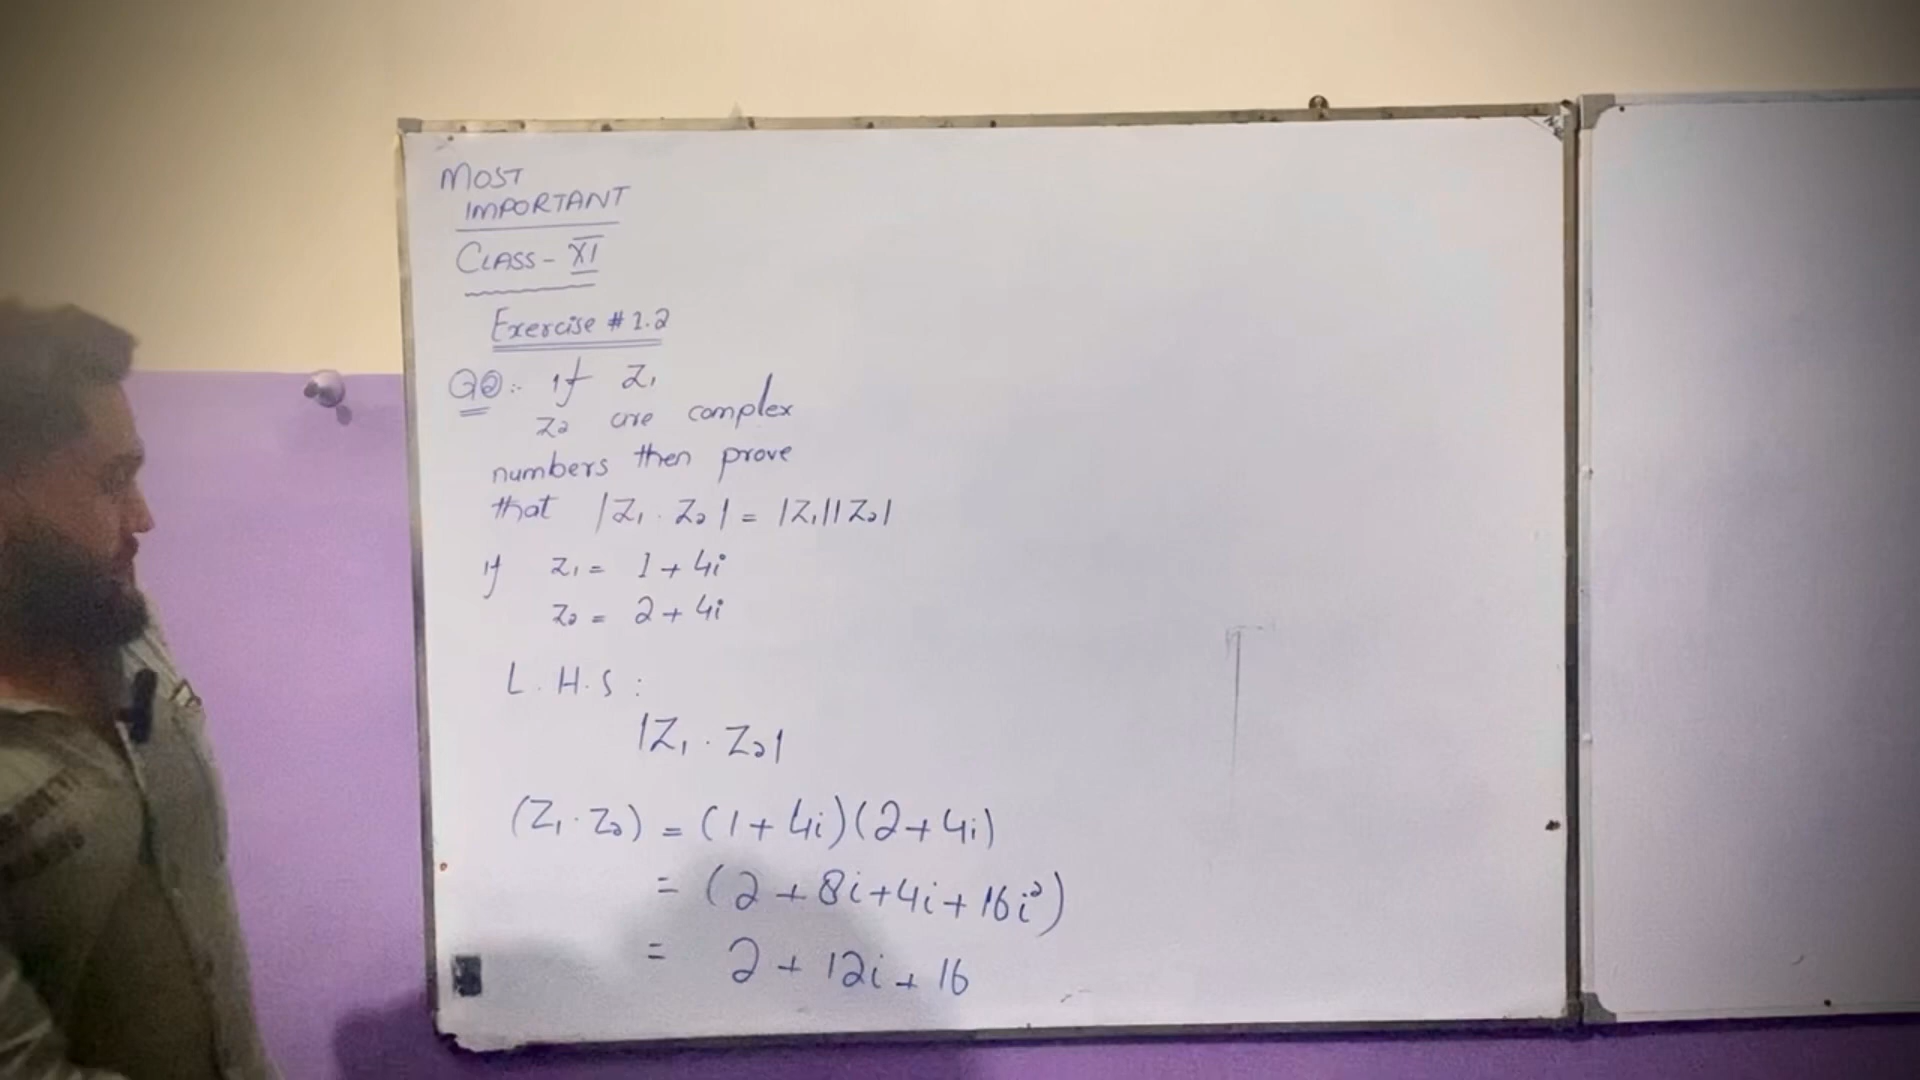 MOST
IMPORTANT
CLASS - XI
Exercise # 1.2
Q2:- if Z₁
Z₂ are complex
numbers then prove
that |Z₁ . Z₂| = |Z₁||Z₂|
if Z₁ = 1 + 4i
Z₂ = 2 + 4i
L.H.S :
|Z₁ . Z₂|
(Z₁ . Z₂) = (1 + 4i)(2 + 4i)
= (2 + 8i + 4i + 16i²)
= 2 + 12i + 16